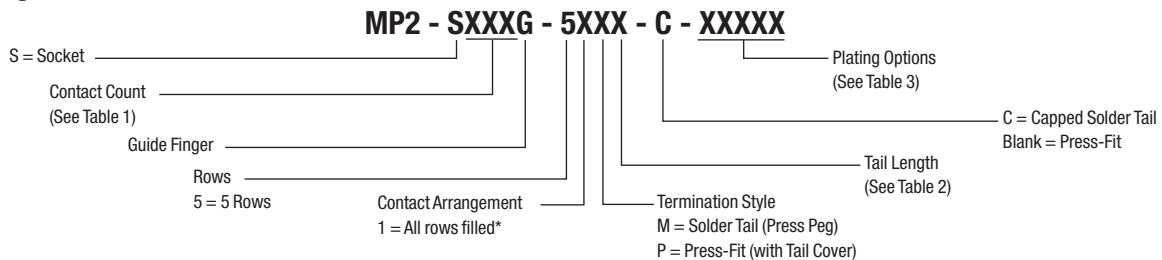 MP2 - SXXXG - 5XXX - C - XXXXX
S = Socket
Contact Count
(See Table 1)
Guide Finger
Rows
5 = 5 Rows
Contact Arrangement
1 = All rows filled*
Termination Style
M = Solder Tail (Press Peg)
P = Press-Fit (with Tail Cover)
Tail Length
(See Table 2)
C = Capped Solder Tail
Blank = Press-Fit
Plating Options
(See Table 3)